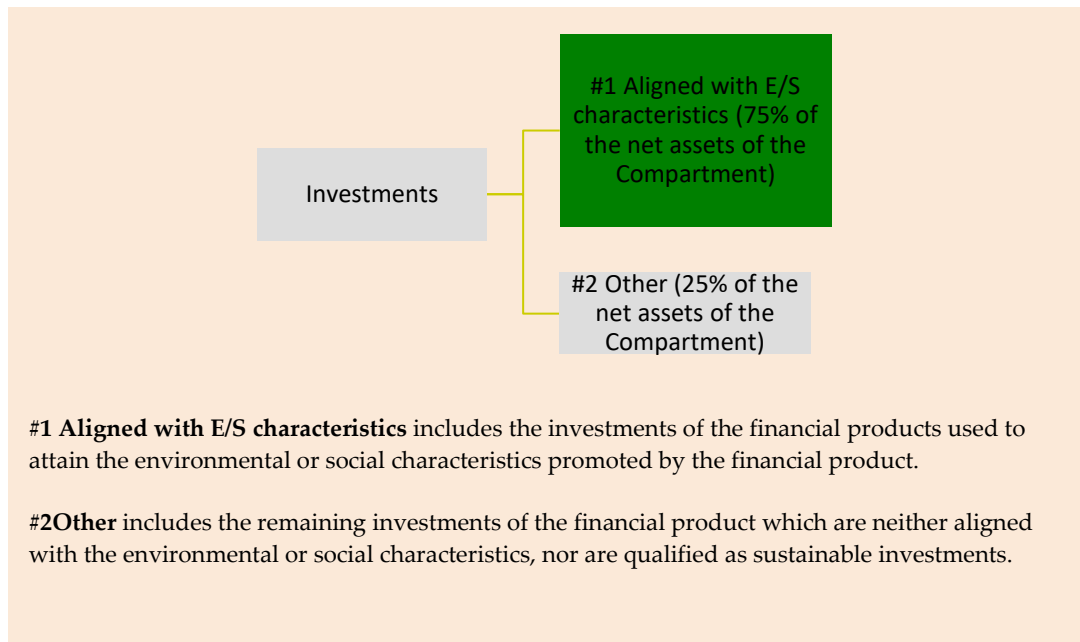 #1 Aligned with E/S
characteristics (75% of
the net assets of the
Compartment)
Investments
#2 Other (25% of the
net assets of the
Compartment)
#1 Aligned with E/S characteristics includes the investments of the financial products used to
attain the environmental or social characteristics promoted by the financial product.
#2Other includes the remaining investments of the financial product which are neither aligned
with the environmental or social characteristics, nor are qualified as sustainable investments.